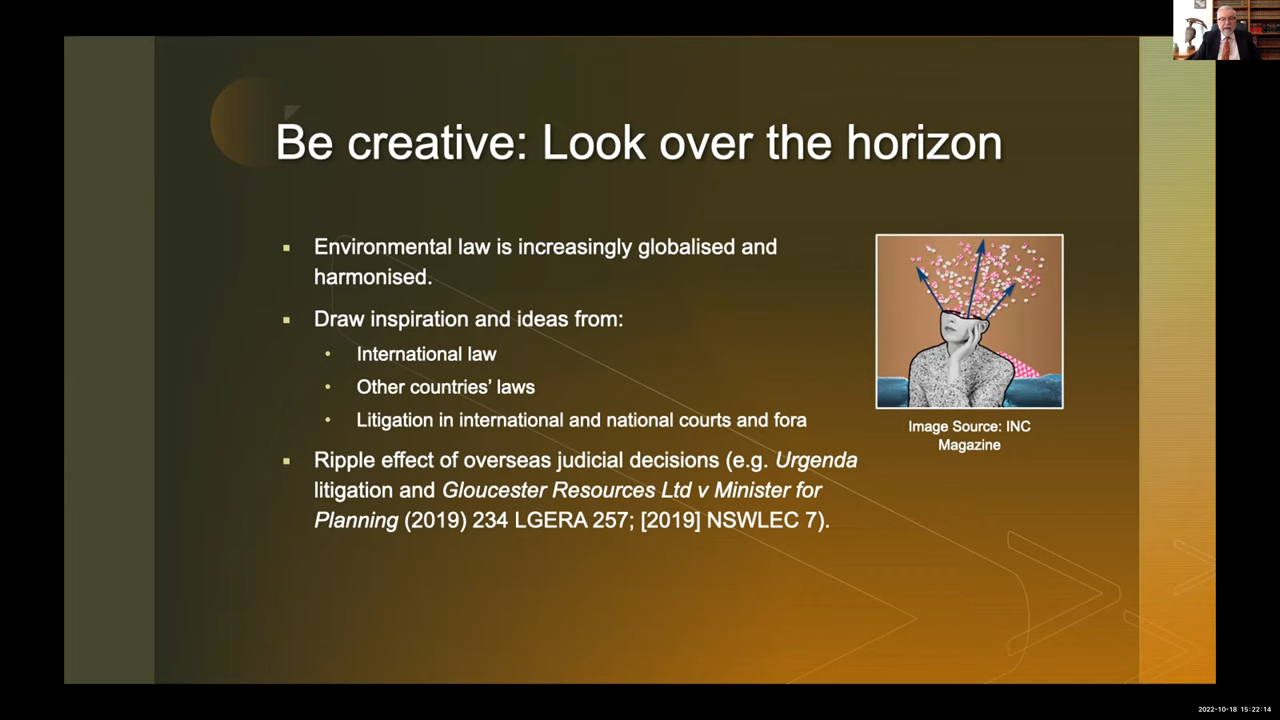 Be creative: Look over the horizon
Environmental law is increasingly globalised and
harmonised.
Draw inspiration and ideas from:
International law
Other countries’ laws
Litigation in international and national courts and fora
Ripple effect of overseas judicial decisions (e.g. Urgenda
litigation and Gloucester Resources Ltd v Minister for
Planning (2019) 234 LGERA 257; [2019] NSWLEC 7).
Image Source: INC
Magazine
2022-10-18 15:22:14